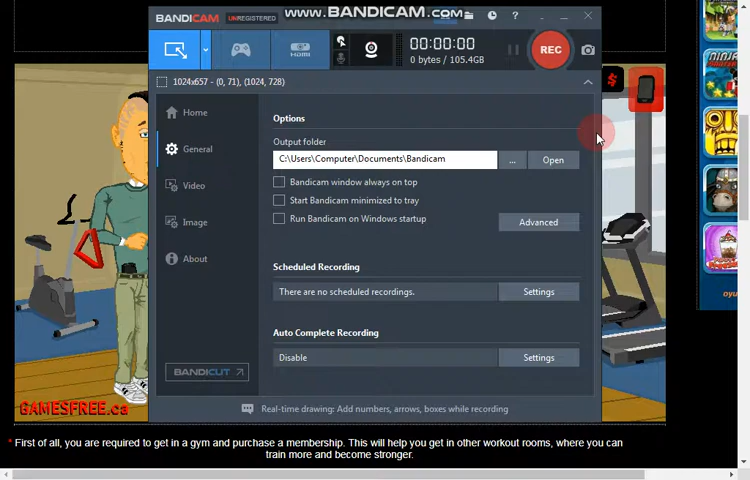 www.BANDICAM.com
BANDICAM UNREGISTERED
HDMI
00:00:00
0 bytes / 105.4GB
REC
1024x657 - (0, 71), (1024, 728)
Home
General
Video
Image
About
BANDICUT
Options
Output folder
C:\Users\Computer\Documents\Bandicam
... Open
Bandicam window always on top
Start Bandicam minimized to tray
Run Bandicam on Windows startup
Advanced
Scheduled Recording
There are no scheduled recordings. Settings
Auto Complete Recording
Disable Settings
Real-time drawing: Add numbers, arrows, boxes while recording
$
GAMESFREE.ca
* First of all, you are required to get in a gym and purchase a membership. This will help you get in other workout rooms, where you can
train more and become stronger.